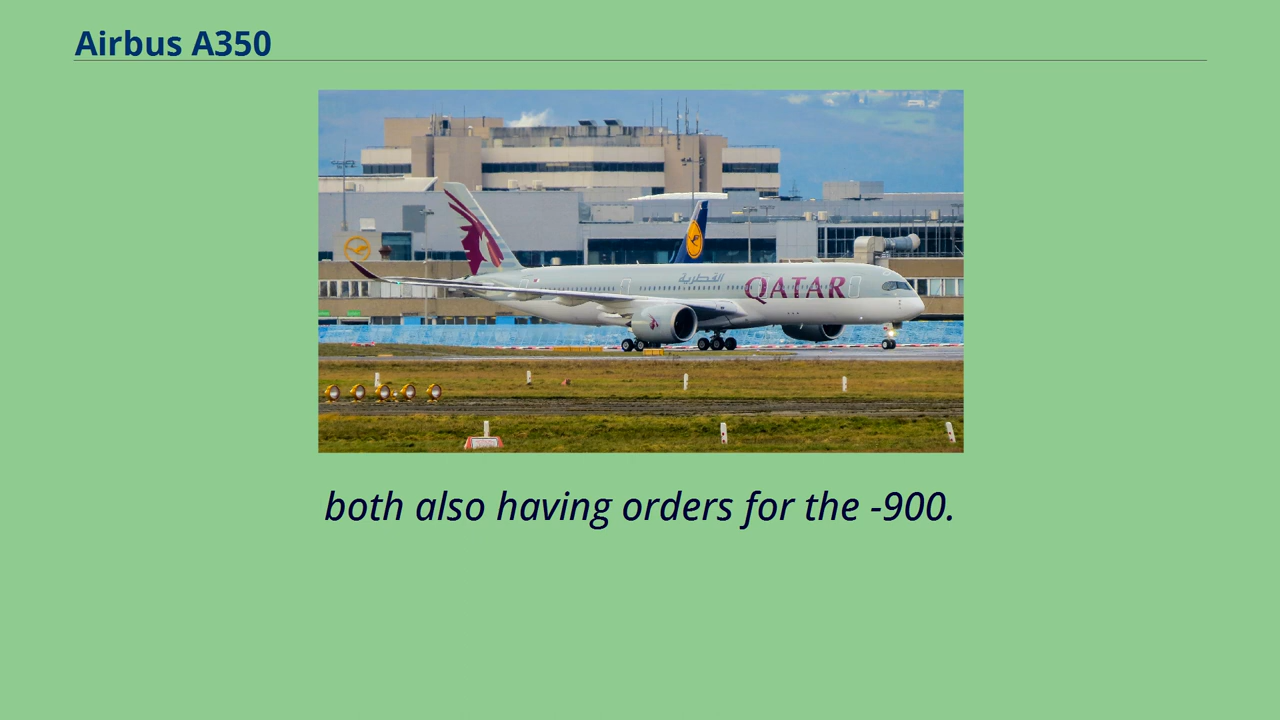 Airbus A350
القطرية
QATAR
both also having orders for the -900.